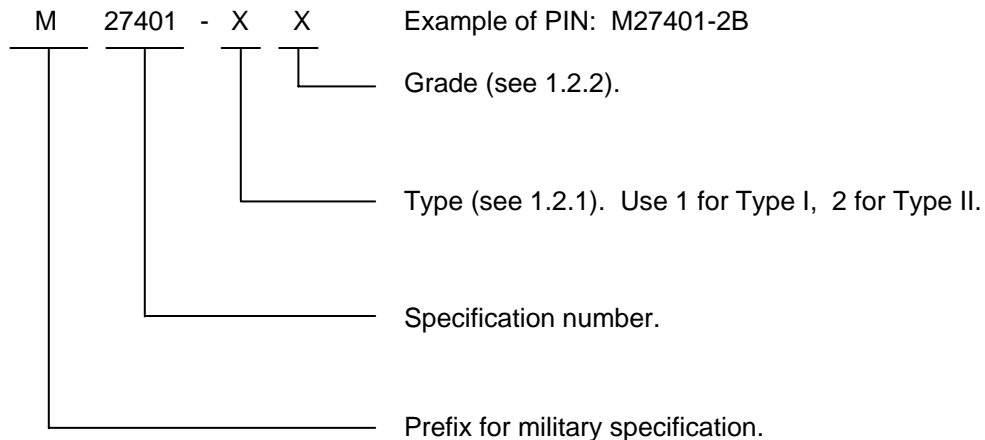 M 27401 - X X Example of PIN: M27401-2B
Grade (see 1.2.2).
Type (see 1.2.1). Use 1 for Type I, 2 for Type II.
Specification number.
Prefix for military specification.